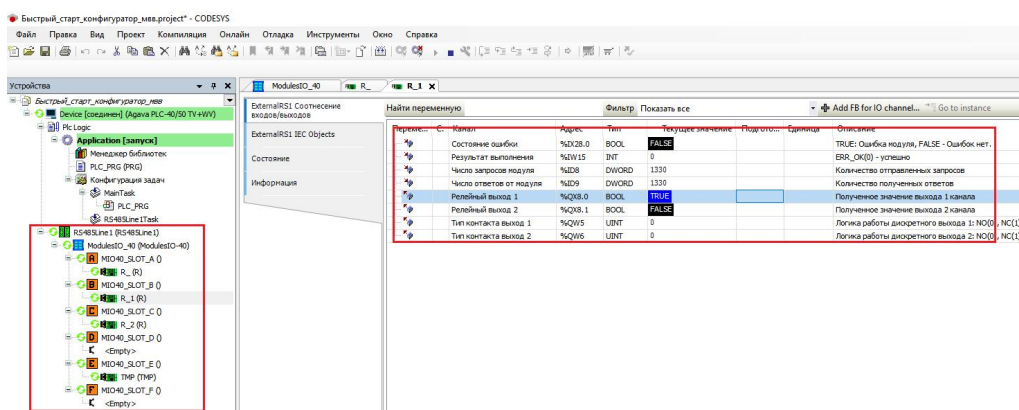 Быстрый_старт_конфигуратор_мвв.project* - CODESYS
Файл Правка Вид Проект Компиляция Онлайн Отладка Инструменты Окно Справка
Устройства
Быстрый_старт_конфигуратор_мвв
Device [соединен] (Agava PLC-40/50 TV+WV)
Plc Logic
Application [запуск]
Менеджер библиотек
PLC_PRG (PRG)
Конфигурация задач
MainTask
PLC_PRG
RS485Line1Task
RS485Line1 (RS485Line1)
ModulesIO_40 (ModulesIO-40)
A MIO40_SLOT_A ()
R_ (R)
B MIO40_SLOT_B ()
R_1 (R)
C MIO40_SLOT_C ()
R_2 (R)
D MIO40_SLOT_D ()
<Empty>
E MIO40_SLOT_E ()
TMP (TMP)
F MIO40_SLOT_F ()
<Empty>
ModulesIO_40 R_ R_1
ExternalRS1 Соотнесение
входов/выходов
ExternalRS1 IEC Objects
Состояние
Информация
Найти переменную Фильтр Показать все Add FB for IO channel... Go to instance
Переме... С. Канал Адрес Тип Текущее значение Подгото... Единица Описание
Состояние ошибки %IX28.0 BOOL FALSE TRUE: Ошибка модуля, FALSE - Ошибок нет.
Результат выполнения %IW15 INT 0 ERR_OK(0) - успешно
Число запросов модуля %ID8 DWORD 1330 Количество отправленных запросов
Число ответов от модуля %ID9 DWORD 1330 Количество полученных ответов
Релейный выход 1 %QX8.0 BOOL TRUE Полученное значение выхода 1 канала
Релейный выход 2 %QX8.1 BOOL FALSE Полученное значение выхода 2 канала
Тип контакта выход 1 %QW5 UINT 0 Логика работы дискретного выхода 1: NO(0), NC(1)
Тип контакта выход 2 %QW6 UINT 0 Логика работы дискретного выхода 2: NO(0), NC(1)